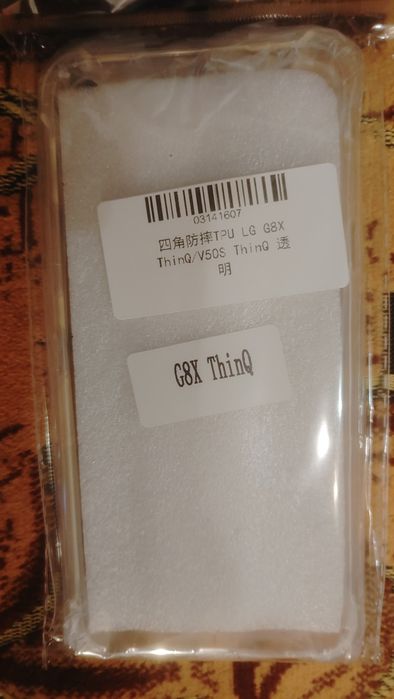 03141607
四角防摔TPU LG G8X
ThinQ/V50S ThinQ 透
明
G8X ThinQ